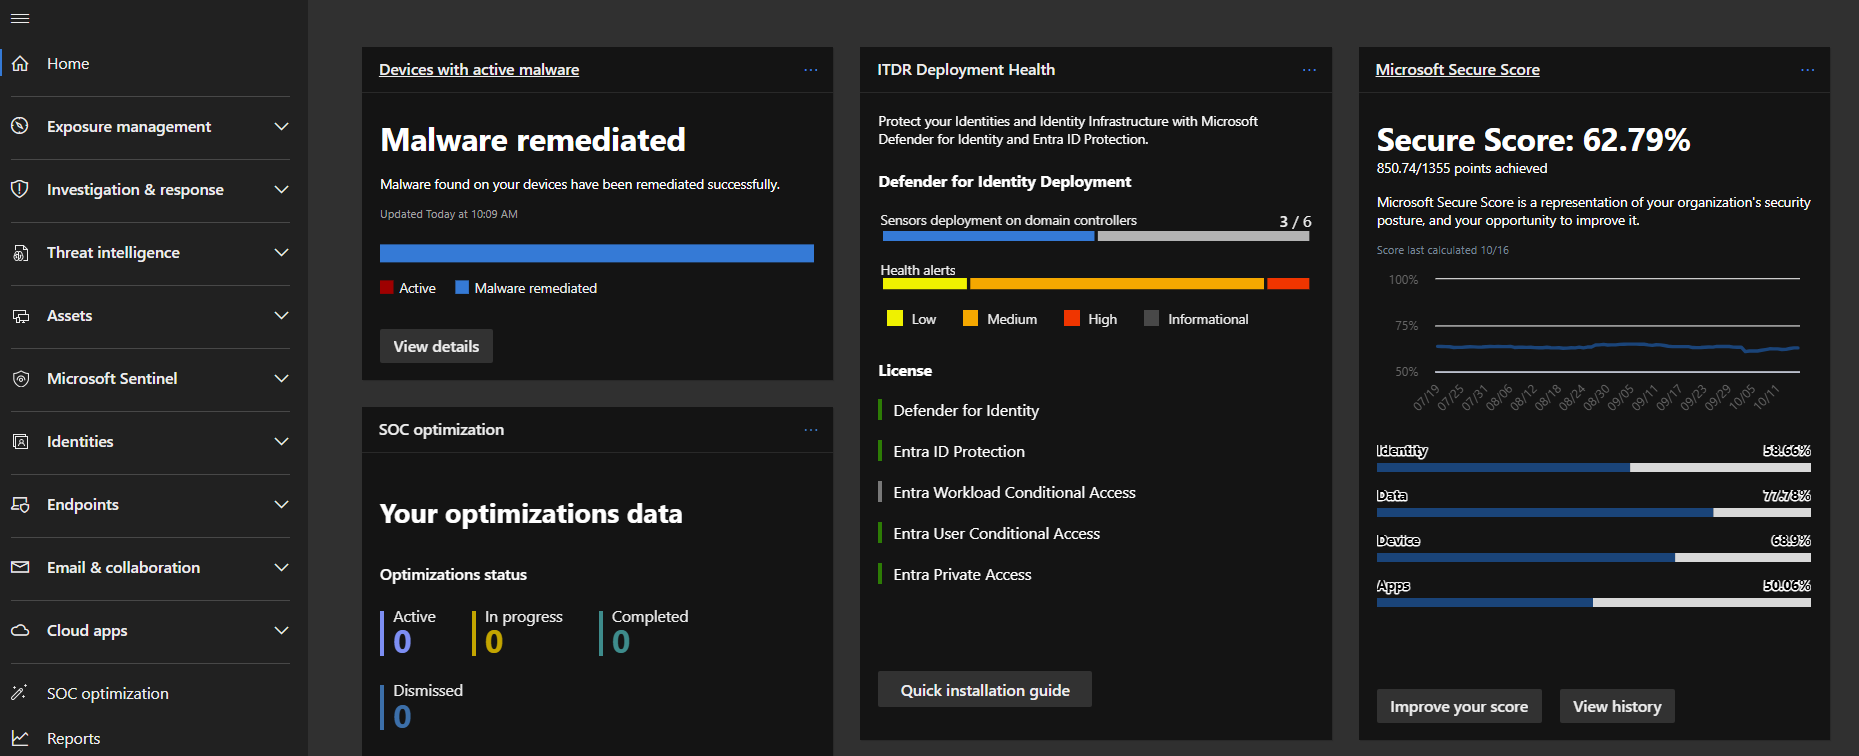 Home
Exposure management
Investigation & response
Threat intelligence
Assets
Microsoft Sentinel
Identities
Endpoints
Email & collaboration
Cloud apps
SOC optimization
Reports
Devices with active malware
Malware remediated
Malware found on your devices have been remediated successfully.
Updated Today at 10:09 AM
Active
Malware remediated
View details
SOC optimization
Your optimizations data
Optimizations status
Active
In progress
Completed
0
0
0
Dismissed
0
ITDR Deployment Health
Protect your Identities and Identity Infrastructure with Microsoft
Defender for Identity and Entra ID Protection.
Defender for Identity Deployment
Sensors deployment on domain controllers
3 / 6
Health alerts
Low
Medium
High
Informational
License
Defender for Identity
Entra ID Protection
Entra Workload Conditional Access
Entra User Conditional Access
Entra Private Access
Quick installation guide
Microsoft Secure Score
Secure Score: 62.79%
850.74/1355 points achieved
Microsoft Secure Score is a representation of your organization's security
posture, and your opportunity to improve it.
Score last calculated 10/16
100%
75%
50%
07/19
07/25
07/31
08/06
08/12
08/18
08/24
08/30
09/05
09/11
09/17
09/23
09/29
10/05
10/11
Identity
58.66%
Data
77.78%
Device
68.9%
Apps
50.06%
Improve your score
View history